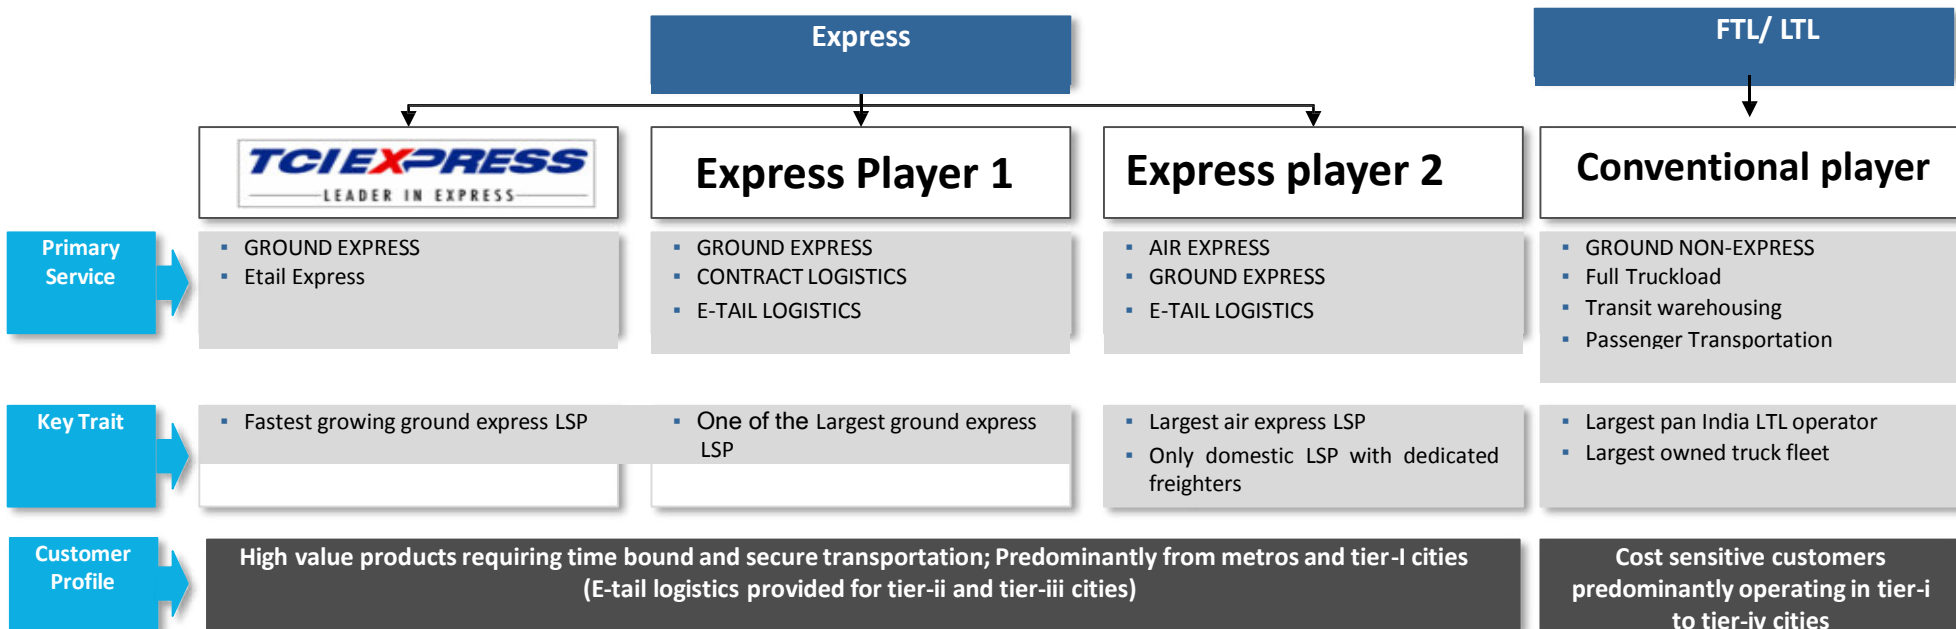 Express
FTL/ LTL
TCIEXPRESS
LEADER IN EXPRESS
Express Player 1
Express player 2
Conventional player
Primary
Service
▪ GROUND EXPRESS
▪ Etail Express
▪ GROUND EXPRESS
▪ CONTRACT LOGISTICS
▪ E-TAIL LOGISTICS
▪ AIR EXPRESS
▪ GROUND EXPRESS
▪ E-TAIL LOGISTICS
▪ GROUND NON-EXPRESS
▪ Full Truckload
▪ Transit warehousing
▪ Passenger Transportation
Key Trait
▪ Fastest growing ground express LSP
▪ One of the Largest ground express
LSP
▪ Largest air express LSP
▪ Only domestic LSP with dedicated
freighters
▪ Largest pan India LTL operator
▪ Largest owned truck fleet
Customer
Profile
High value products requiring time bound and secure transportation; Predominantly from metros and tier-I cities
(E-tail logistics provided for tier-ii and tier-iii cities)
Cost sensitive customers
predominantly operating in tier-i
to tier-iv cities